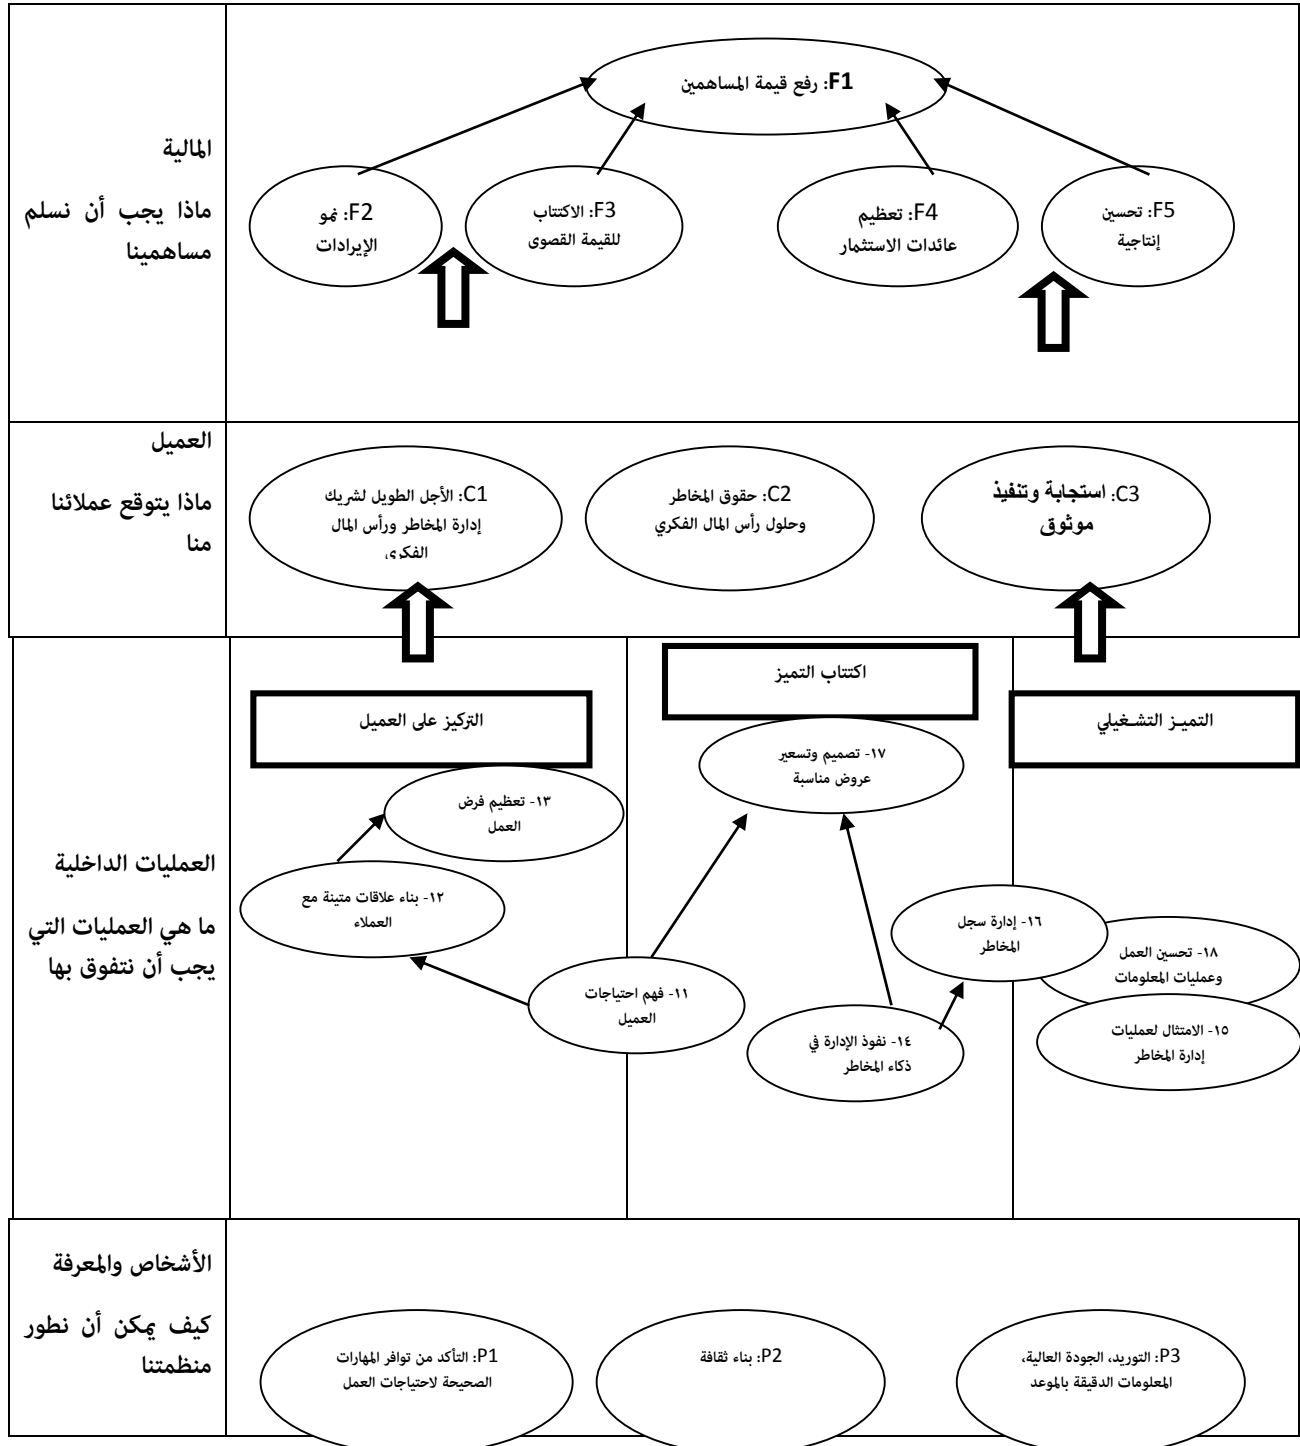 المالية
ماذا يجب أن نسلم
مساهمينا
F1: رفع قيمة المساهمين
F2: نمو
الإيرادات
F3: الاكتتاب
للقيمة القصوى
F4: تعظيم
عائدات الاستثمار
F5: تحسين
إنتاجية
العميل
ماذا يتوقع عملائنا
منا
C1: الأجل الطويل لشريك
إدارة المخاطر ورأس المال
الفكري
C2: حقوق المخاطر
وحلول رأس المال الفكري
C3: استجابة وتنفيذ
موثوق
العمليات الداخلية
ما هي العمليات التي
يجب أن نتفوق بها
التركيز على العميل
اكتتاب التميز
التميـز التشـغيلي
١٣- تعظيم فرض
العمل
١٢- بناء علاقات متينة مع
العملاء
١١- فهم احتياجات
العميل
١٧- تصميم وتسعير
عروض مناسبة
١٤- نفوذ الإدارة في
ذكاء المخاطر
١٦- إدارة سجل
المخاطر
١٨- تحسين العمل
وعمليات المعلومات
١٥- الامتثال لعمليات
إدارة المخاطر
الأشخاص والمعرفة
كيف يمكن أن نطور
منظمتنا
P1: التأكد من توافر المهارات
الصحيحة لاحتياجات العمل
P2: بناء ثقافة
P3: التوريد، الجودة العالية،
المعلومات الدقيقة بالموعد